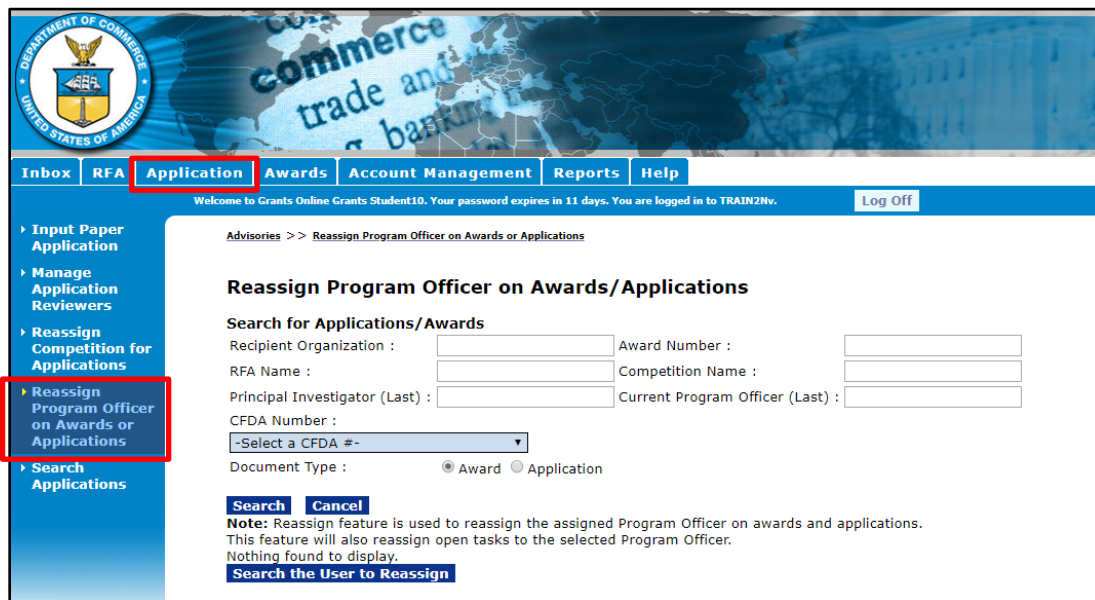 DEPARTMENT OF COMMERCE
UNITED STATES OF AMERICA
com
commerce
trade and
Inbox RFA Application Awards Account Management Reports Help
Welcome to Grants Online Grants Student10. Your password expires in 11 days. You are logged in to TRAIN2Nv. Log Off
Input Paper
Application
Manage
Application
Reviewers
Reassign
Competition for
Applications
Reassign
Program Officer
on Awards or
Applications
Search
Applications
Advisories >> Reassign Program Officer on Awards or Applications
Reassign Program Officer on Awards/Applications
Search for Applications/Awards
Recipient Organization : Award Number :
RFA Name : Competition Name :
Principal Investigator (Last) : Current Program Officer (Last) :
CFDA Number :
-Select a CFDA #-
Document Type : Award Application
Search Cancel
Note: Reassign feature is used to reassign the assigned Program Officer on awards and applications.
This feature will also reassign open tasks to the selected Program Officer.
Nothing found to display.
Search the User to Reassign